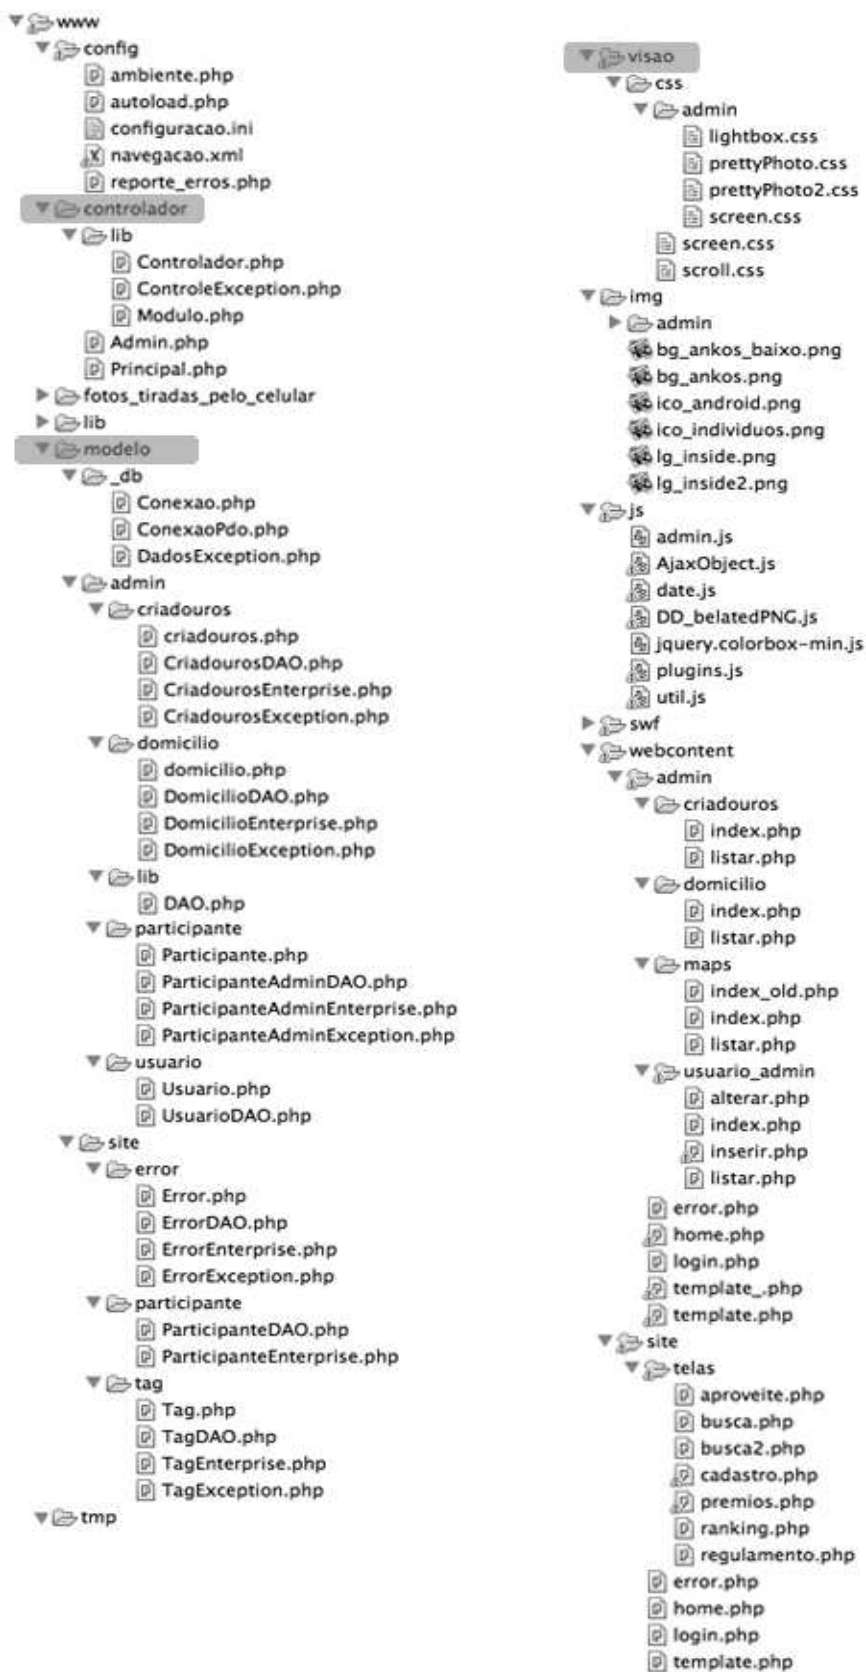 www
config
ambiente.php
autoload.php
configuracao.ini
navegacao.xml
reporte_erros.php
controlador
lib
Controlador.php
ControleException.php
Modulo.php
Admin.php
Principal.php
fotos_tiradas_pelo_celular
lib
modelo
_db
Conexao.php
ConexaoPdo.php
DadosException.php
admin
criadouros
criadouros.php
CriadourosDAO.php
CriadourosEnterprise.php
CriadourosException.php
domicilio
domicilio.php
DomicilioDAO.php
DomicilioEnterprise.php
DomicilioException.php
lib
DAO.php
participante
Participante.php
ParticipanteAdminDAO.php
ParticipanteAdminEnterprise.php
ParticipanteAdminException.php
usuario
Usuario.php
UsuarioDAO.php
site
error
Error.php
ErrorDAO.php
ErrorEnterprise.php
ErrorException.php
participante
ParticipanteDAO.php
ParticipanteEnterprise.php
tag
Tag.php
TagDAO.php
TagEnterprise.php
TagException.php
tmp
visao
css
admin
lightbox.css
prettyPhoto.css
prettyPhoto2.css
screen.css
screen.css
scroll.css
img
admin
bg_ankos_baixo.png
bg_ankos.png
ico_android.png
ico_individuos.png
lg_inside.png
lg_inside2.png
js
admin.js
AjaxObject.js
date.js
DD_belatedPNG.js
jquery.colorbox-min.js
plugins.js
util.js
swf
webcontent
admin
criadouros
index.php
listar.php
domicilio
index.php
listar.php
maps
index_old.php
index.php
listar.php
usuario_admin
alterar.php
index.php
inserir.php
listar.php
error.php
home.php
login.php
template_.php
template.php
site
telas
aproveite.php
busca.php
busca2.php
cadastro.php
premios.php
ranking.php
regulamento.php
error.php
home.php
login.php
template.php